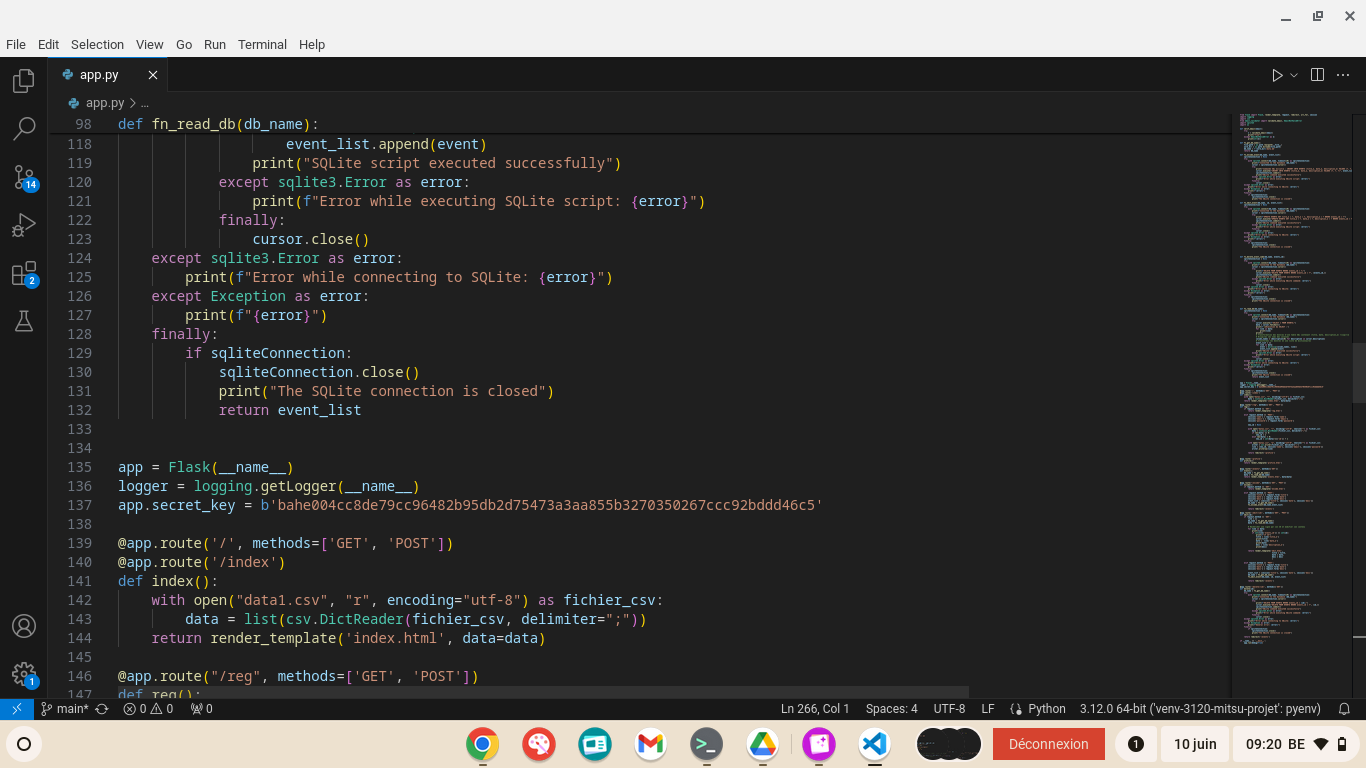 File Edit Selection View Go Run Terminal Help
app.py
app.py > ...
98 def fn_read_db(db_name):
118 event_list.append(event)
119 print("SQLite script executed successfully")
120 except sqlite3.Error as error:
121 print(f"Error while executing SQLite script: {error}")
122 finally:
123 cursor.close()
124 except sqlite3.Error as error:
125 print(f"Error while connecting to SQLite: {error}")
126 except Exception as error:
127 print(f"{error}")
128 finally:
129 if sqliteConnection:
130 sqliteConnection.close()
131 print("The SQLite connection is closed")
132 return event_list
133
134
135 app = Flask(__name__)
136 logger = logging.getLogger(__name__)
137 app.secret_key = b'bahe004cc8de79cc96482b95db2d75473a3aa855b3270350267ccc92bddd46c5'
138
139 @app.route('/', methods=['GET', 'POST'])
140 @app.route('/index')
141 def index():
142 with open("data1.csv", "r", encoding="utf-8") as fichier_csv:
143 data = list(csv.DictReader(fichier_csv, delimiter=";"))
144 return render_template('index.html', data=data)
145
146 @app.route("/reg", methods=['GET', 'POST'])
147 def reg():
14
2
1
main* 0 0 0 Ln 266, Col 1 Spaces: 4 UTF-8 LF Python 3.12.0 64-bit ('venv-3120-mitsu-projet': pyenv)
Déconnexion 1 10 juin 09:20 BE